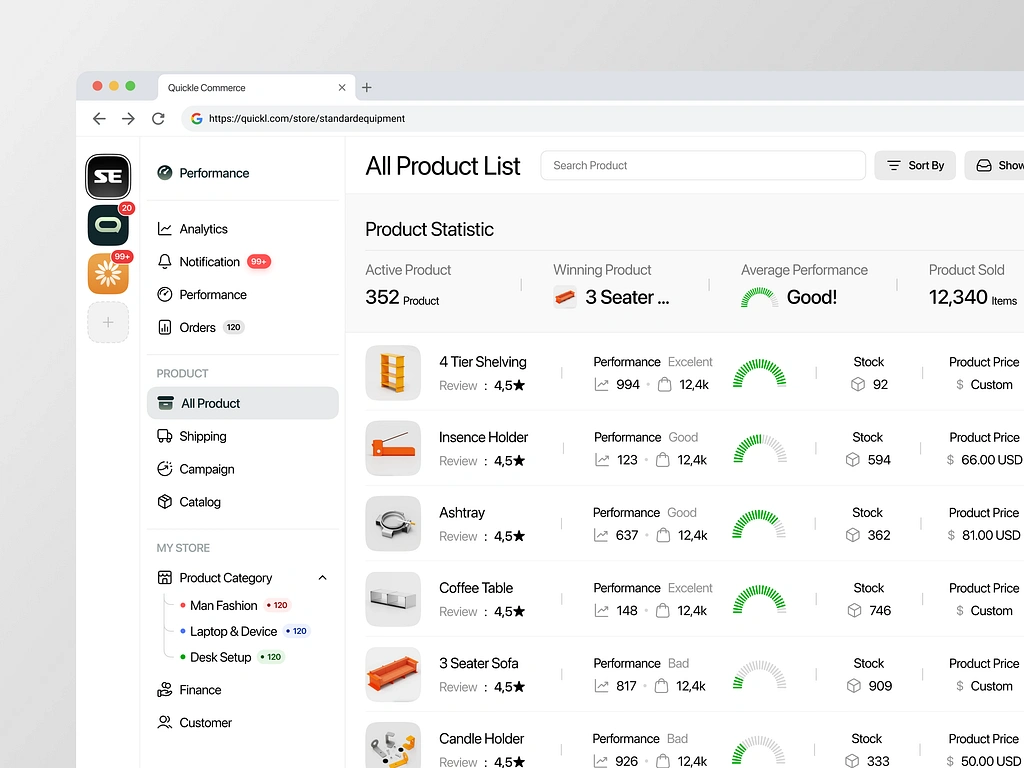 Quickle Commerce
https://quickl.com/store/standardequipment
SE
20
99+
Performance
Analytics
Notification 99+
Performance
Orders 120
PRODUCT
All Product
Shipping
Campaign
Catalog
MY STORE
Product Category
Man Fashion • 120
Laptop & Device • 120
Desk Setup • 120
Finance
Customer
All Product List
Search Product
Sort By
Show
Product Statistic
Active Product
352 Product
Winning Product
3 Seater ...
Average Performance
Good!
Product Sold
12,340 Items
4 Tier Shelving
Review : 4,5★
Performance Excelent
994 • 12,4k
Stock
92
Product Price
$ Custom
Insence Holder
Review : 4,5★
Performance Good
123 • 12,4k
Stock
594
Product Price
$ 66.00 USD
Ashtray
Review : 4,5★
Performance Good
637 • 12,4k
Stock
362
Product Price
$ 81.00 USD
Coffee Table
Review : 4,5★
Performance Excelent
148 • 12,4k
Stock
746
Product Price
$ Custom
3 Seater Sofa
Review : 4,5★
Performance Bad
817 • 12,4k
Stock
909
Product Price
$ Custom
Candle Holder
Review : 4,5★
Performance Bad
926 • 12,4k
Stock
333
Product Price
$ 50.00 USD